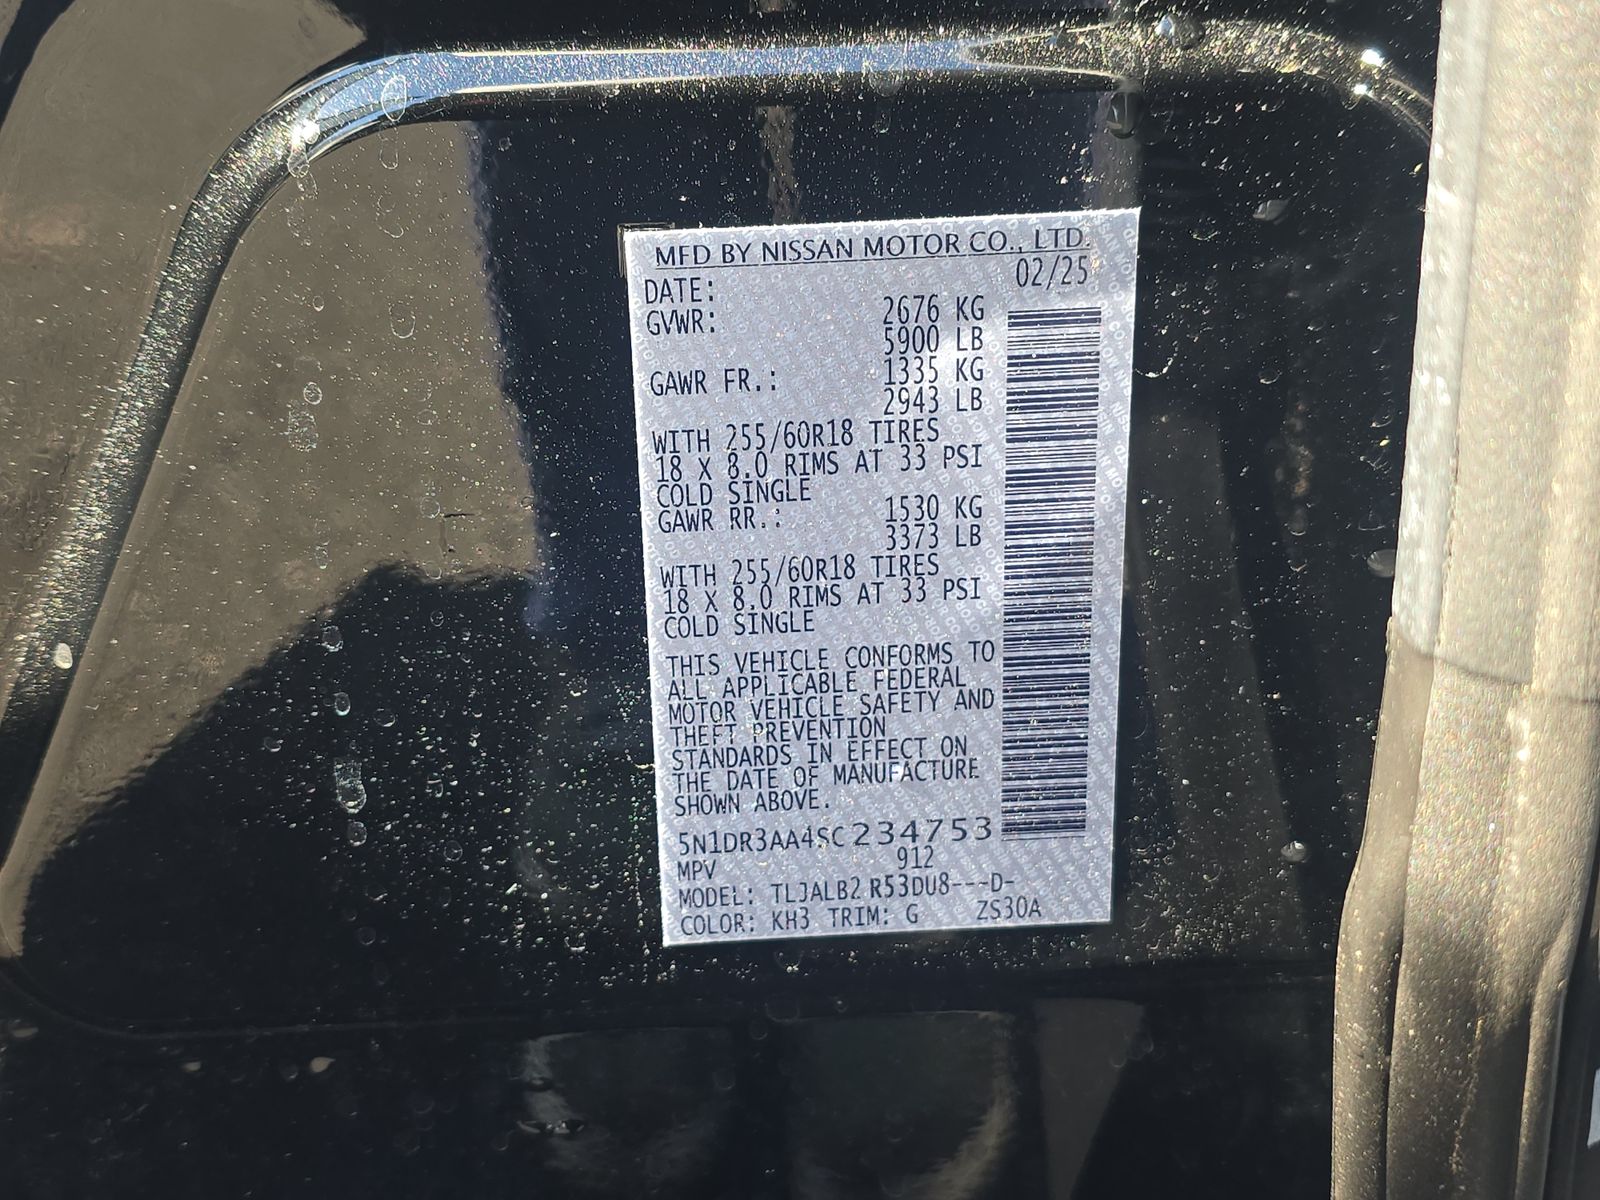 MFD BY NISSAN MOTOR CO., LTD.
DATE: 02/25
GVWR: 2676 KG
5900 LB
GAWR FR.: 1335 KG
2943 LB
WITH 255/60R18 TIRES
18 X 8.0 RIMS AT 33 PSI
COLD SINGLE
GAWR RR.: 1530 KG
3373 LB
WITH 255/60R18 TIRES
18 X 8.0 RIMS AT 33 PSI
COLD SINGLE
THIS VEHICLE CONFORMS TO
ALL APPLICABLE FEDERAL
MOTOR VEHICLE SAFETY AND
THEFT PREVENTION
STANDARDS IN EFFECT ON
THE DATE OF MANUFACTURE
SHOWN ABOVE.
5N1DR3AA4SC234753
MPV 912
MODEL: TLJALB2 R53DU8---D-
COLOR: KH3 TRIM: G ZS30A